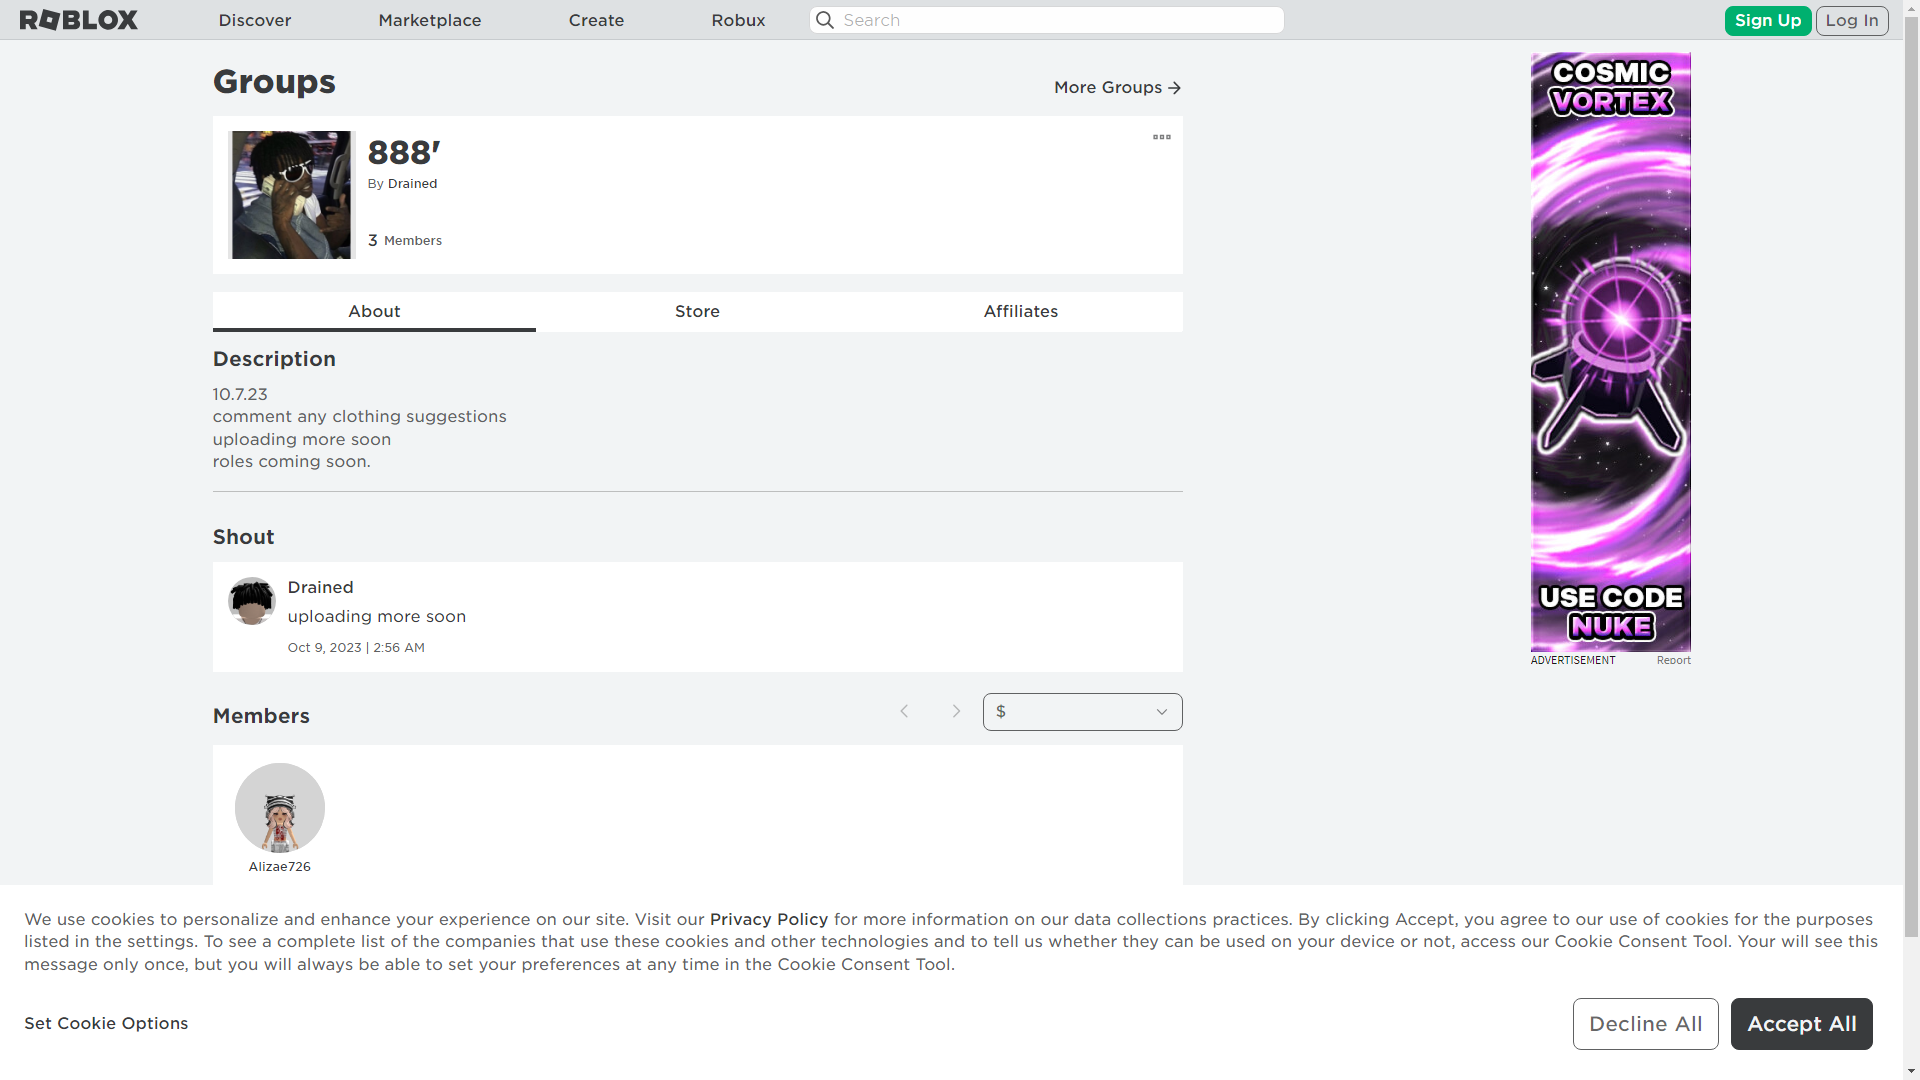 ROBLOX
Discover
Marketplace
Create
Robux
Search
Sign Up
Log In
Groups
More Groups
888'
By Drained
3 Members
About
Store
Affiliates
Description
10.7.23
comment any clothing suggestions
uploading more soon
roles coming soon.
Shout
Drained
uploading more soon
Oct 9, 2023 | 2:56 AM
Members
$
Alizae726
COSMIC
VORTEX
USE CODE
NUKE
ADVERTISEMENT
Report
We use cookies to personalize and enhance your experience on our site. Visit our Privacy Policy for more information on our data collections practices. By clicking Accept, you agree to our use of cookies for the purposes
listed in the settings. To see a complete list of the companies that use these cookies and other technologies and to tell us whether they can be used on your device or not, access our Cookie Consent Tool. Your will see this
message only once, but you will always be able to set your preferences at any time in the Cookie Consent Tool.
Set Cookie Options
Decline All
Accept All